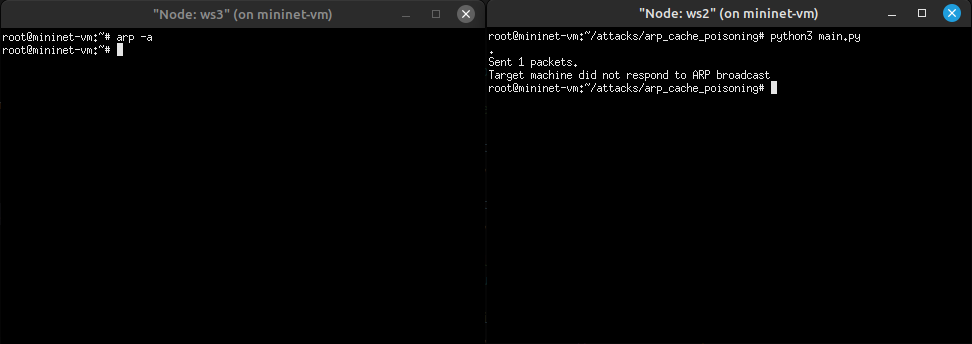 "Node: ws3" (on mininet-vm)
root@mininet-vm:~# arp -a
root@mininet-vm:~#
"Node: ws2" (on mininet-vm)
root@mininet-vm:~/attacks/arp_cache_poisoning# python3 main.py
.
Sent 1 packets.
Target machine did not respond to ARP broadcast
root@mininet-vm:~/attacks/arp_cache_poisoning#